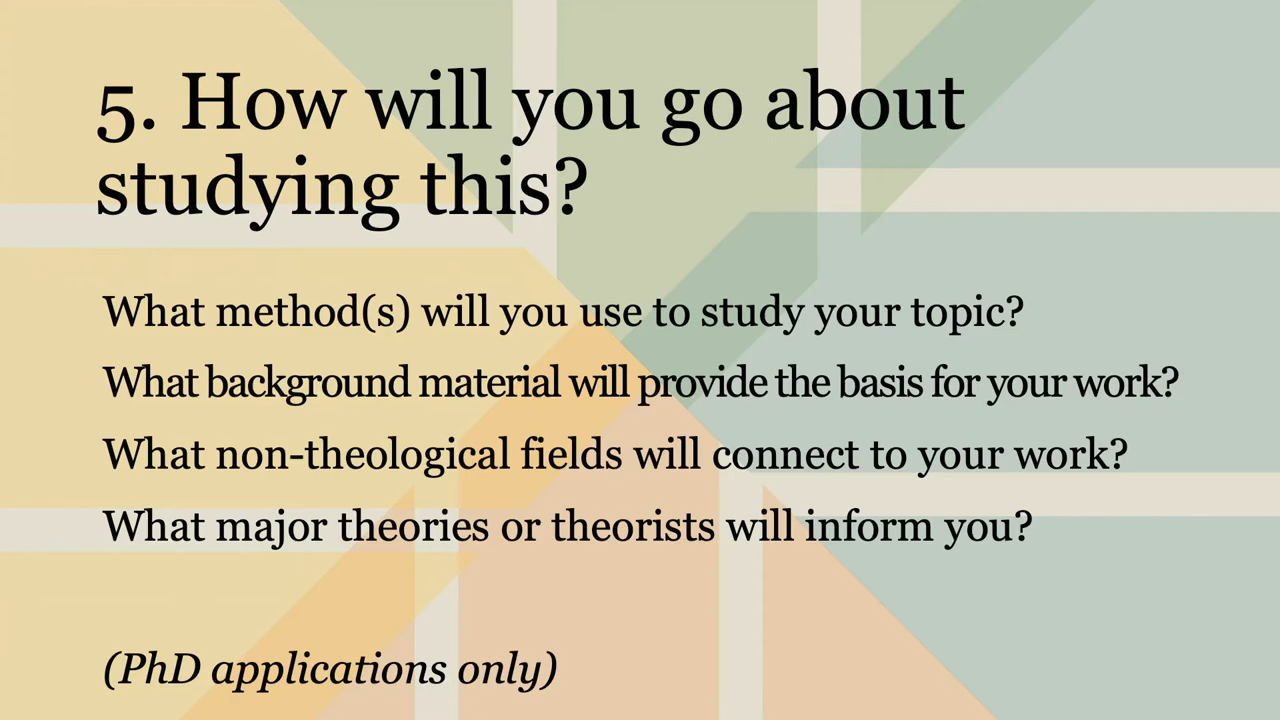 5. How will you go about
studying this?
What method(s) will you use to study your topic?
What background material will provide the basis for your work?
What non-theological fields will connect to your work?
What major theories or theorists will inform you?
(PhD applications only)